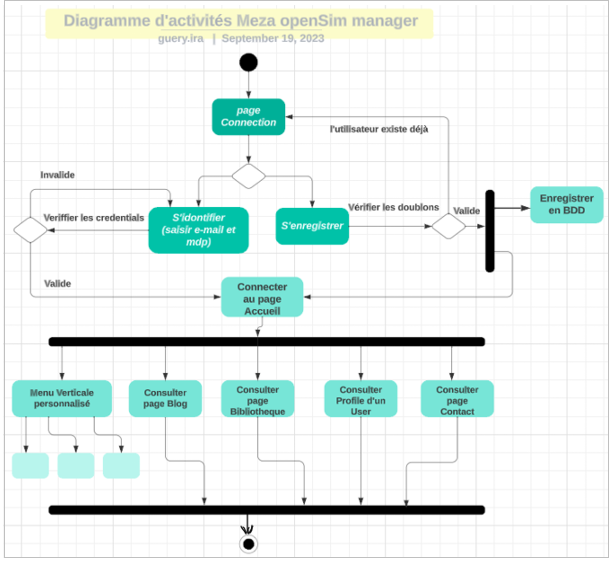 Diagramme d'activités Meza openSim manager
guery.ira | September 19, 2023
page
Connection
l'utilisateur existe déjà
Invalide
Veriffier les credentials
S'identifier
(saisir e-mail et
mdp)
S'enregistrer
Vérifier les doublons
Valide
Enregistrer
en BDD
Valide
Connecter
au page
Accueil
Menu Verticale
personnalisé
Consulter
page Blog
Consulter
page
Bibliotheque
Consulter
Profile d'un
User
Consulter
page
Contact